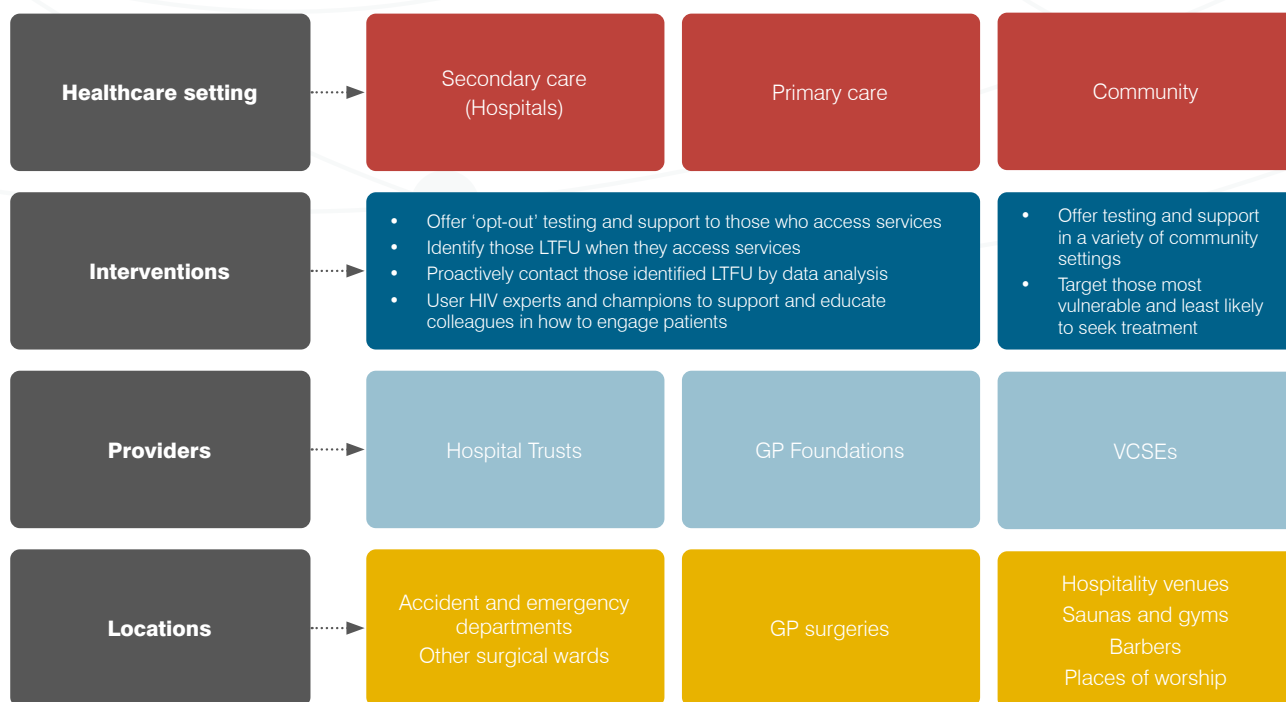 Healthcare setting
Secondary care
(Hospitals)
Primary care
Community
Interventions
• Offer ‘opt-out’ testing and support to those who access services
• Identify those LTFU when they access services
• Proactively contact those identified LTFU by data analysis
• User HIV experts and champions to support and educate
colleagues in how to engage patients
• Offer testing and support
in a variety of community
settings
• Target those most
vulnerable and least likely
to seek treatment
Providers
Hospital Trusts
GP Foundations
VCSEs
Locations
Accident and emergency
departments
Other surgical wards
GP surgeries
Hospitality venues
Saunas and gyms
Barbers
Places of worship